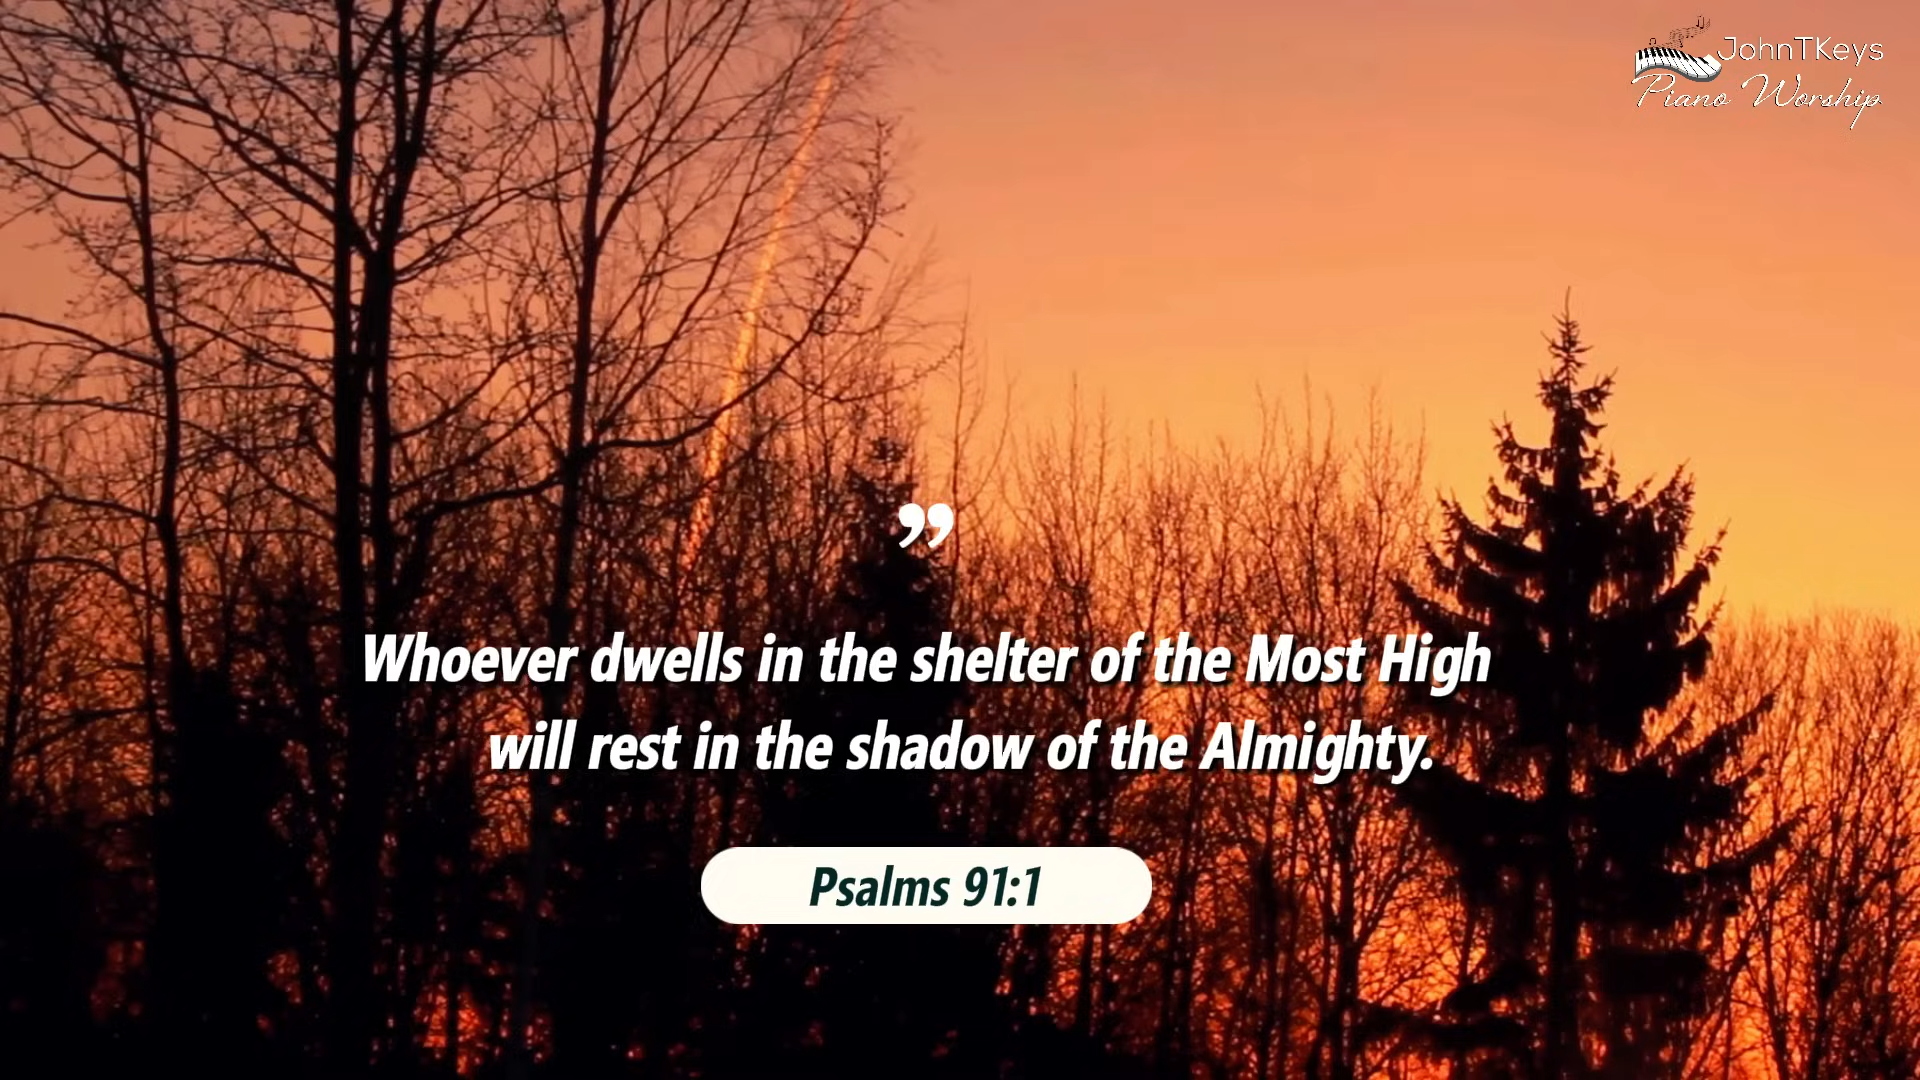 JohnTKeys
Piano Worship
”
Whoever dwells in the shelter of the Most High
will rest in the shadow of the Almighty.
Psalms 91:1